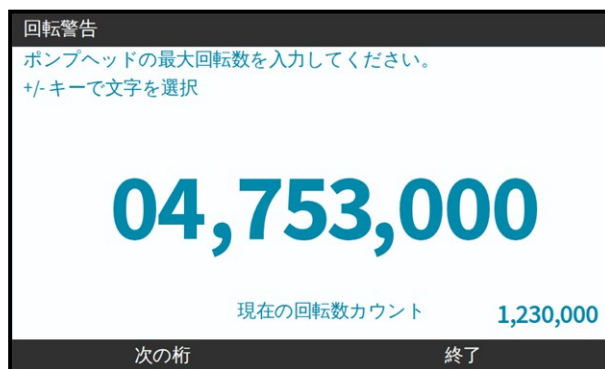 回転警告
ポンプヘッドの最大回転数を入力してください。
+/- キーで文字を選択
04,753,000
現在の回転数カウント 1,230,000
次の桁 終了